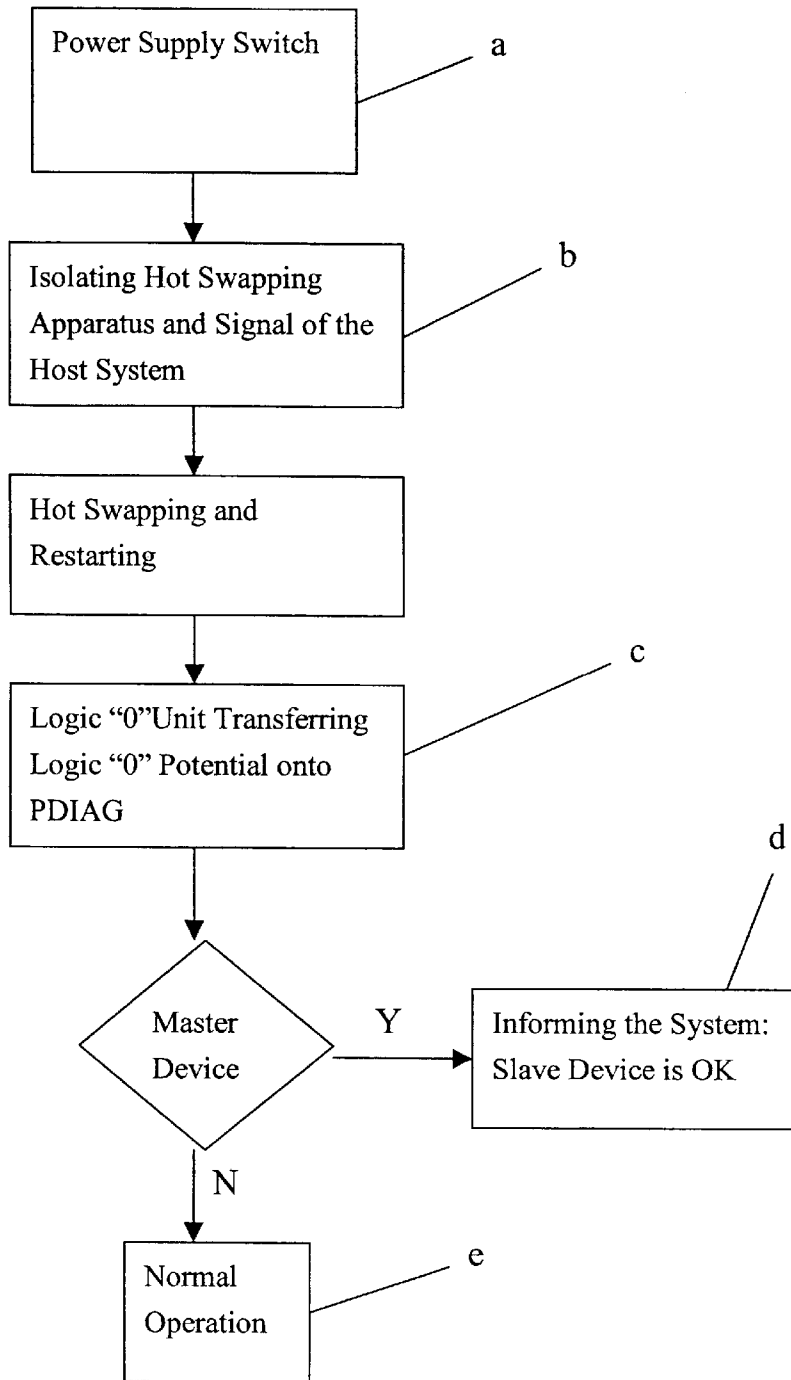 Power Supply Switch
a
b
Isolating Hot Swapping
Apparatus and Signal of the
Host System
Hot Swapping and
Restarting
c
Logic “0”Unit Transferring
Logic “0” Potential onto
PDIAG
d
Master
Device
Y
Informing the System:
Slave Device is OK
N
e
Normal
Operation